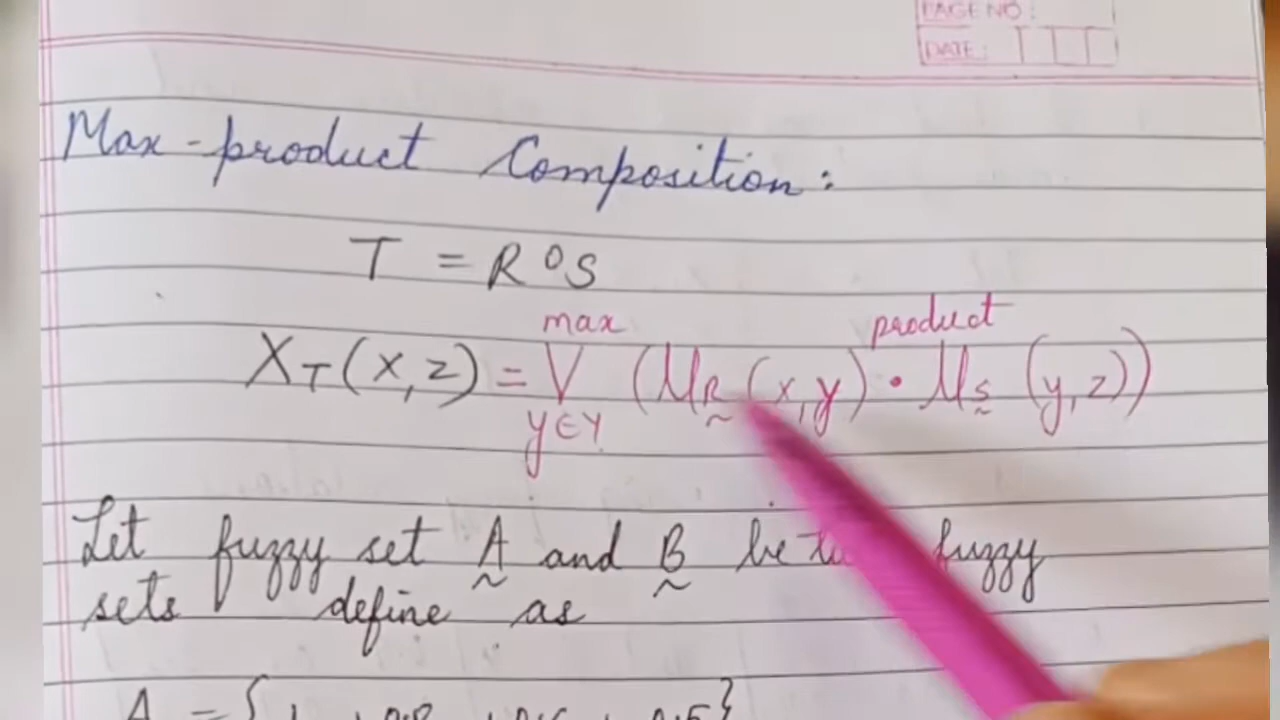 PAGE NO :
DATE :
Max-product Composition:
T = R o S
max product
X_T(x,z) = V (μ_R(x,y) • μ_S(y,z))
y∈Y
Let fuzzy set A and B be fuzzy
sets define as
A = {